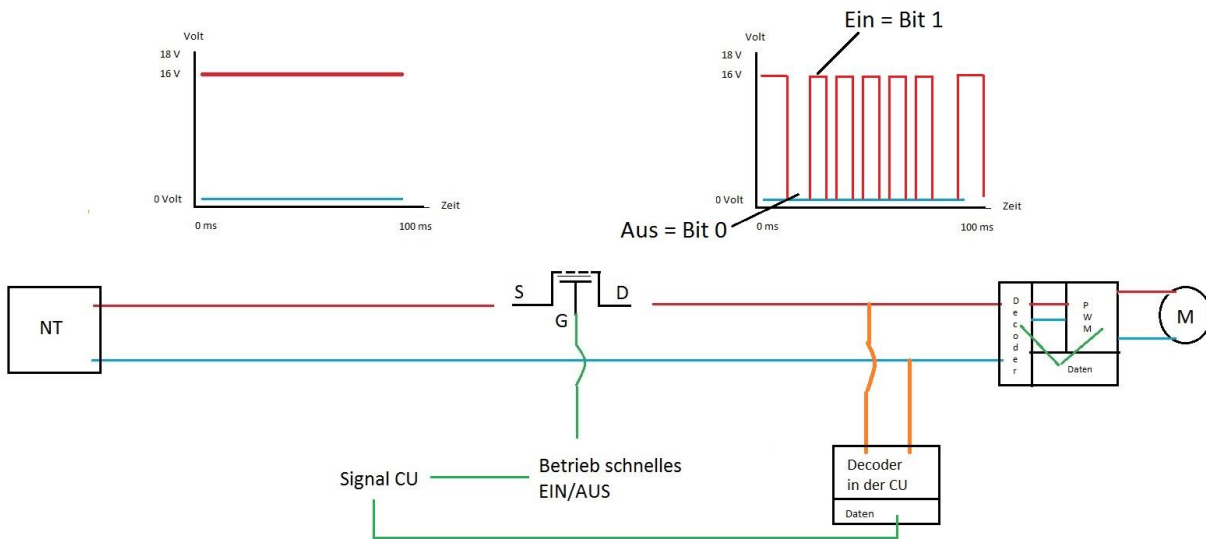 Ein = Bit 1
Volt
18 V
16 V
0 Volt
Zeit
0 ms
100 ms
Volt
18 V
16 V
0 Volt
Zeit
Aus = Bit 0
0 ms
100 ms
NT
S
D
G
Decoder
PWM
Daten
M
Signal CU
Betrieb schnelles
EIN/AUS
Decoder
in der CU
Daten